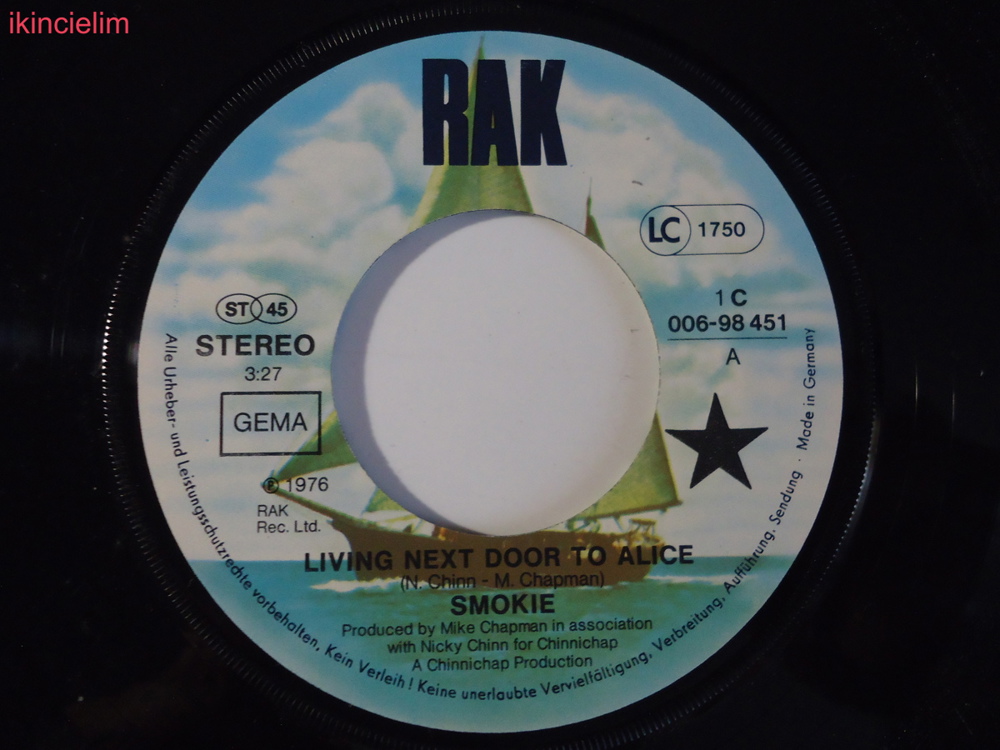 ikincielim
RAK
LC 1750
ST 45
STEREO
3:27
GEMA
1 C
006-98 451
A
℗ 1976
RAK
Rec. Ltd.
LIVING NEXT DOOR TO ALICE
(N. Chinn - M. Chapman)
SMOKIE
Produced by Mike Chapman in association
with Nicky Chinn for Chinnichap
A Chinnichap Production
Alle Urheber- und Leistungsschutzrechte vorbehalten. Kein Verleih! Keine unerlaubte Vervielfältigung, Verbreitung, Aufführung, Sendung · Made in Germany